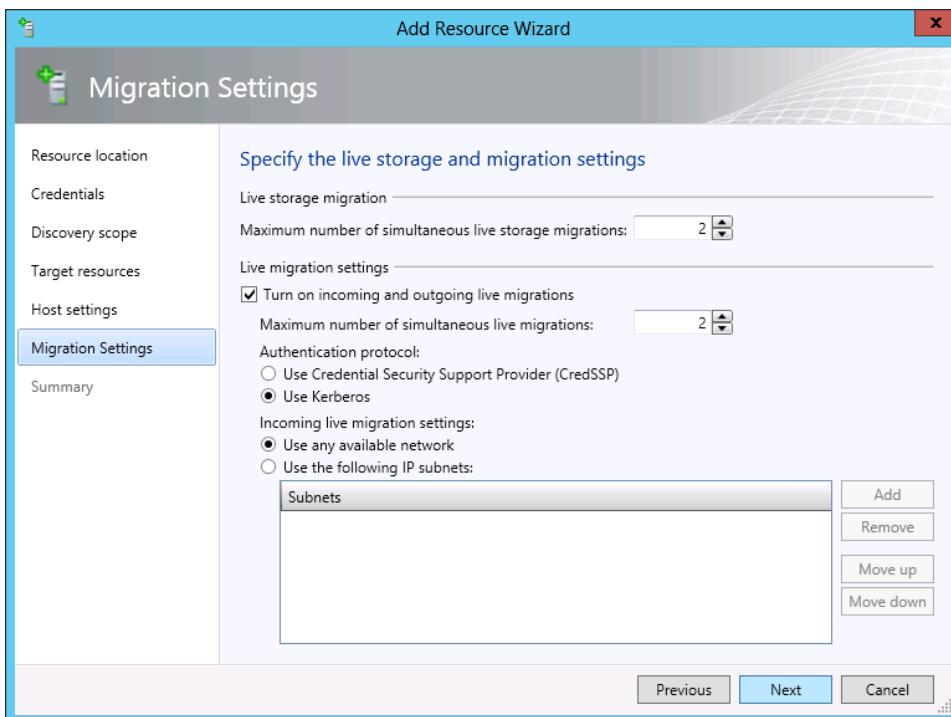 Add Resource Wizard
x
Migration Settings
Resource location
Credentials
Discovery scope
Target resources
Host settings
Migration Settings
Summary
Specify the live storage and migration settings
Live storage migration
Maximum number of simultaneous live storage migrations: 2
Live migration settings
Turn on incoming and outgoing live migrations
Maximum number of simultaneous live migrations: 2
Authentication protocol:
Use Credential Security Support Provider (CredSSP)
Use Kerberos
Incoming live migration settings:
Use any available network
Use the following IP subnets:
Subnets
Add
Remove
Move up
Move down
Previous Next Cancel